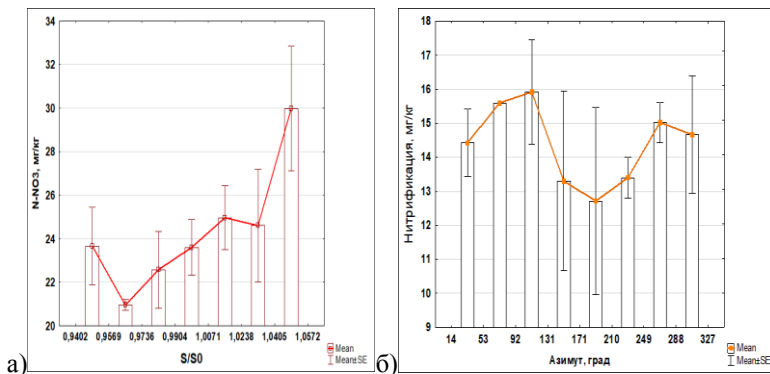 а)
N-NO3, мг/кг
34
32
30
28
26
24
22
20
0,9402 0,9569 0,9736 0,9904 1,0071 1,0238 1,0405 1,0572
S/S0
Mean
Mean±SE
б)
Нитрификация, мг/кг
18
17
16
15
14
13
12
11
10
9
14 53 92 131 171 210 249 288 327
Азимут, град
Mean
Mean±SE